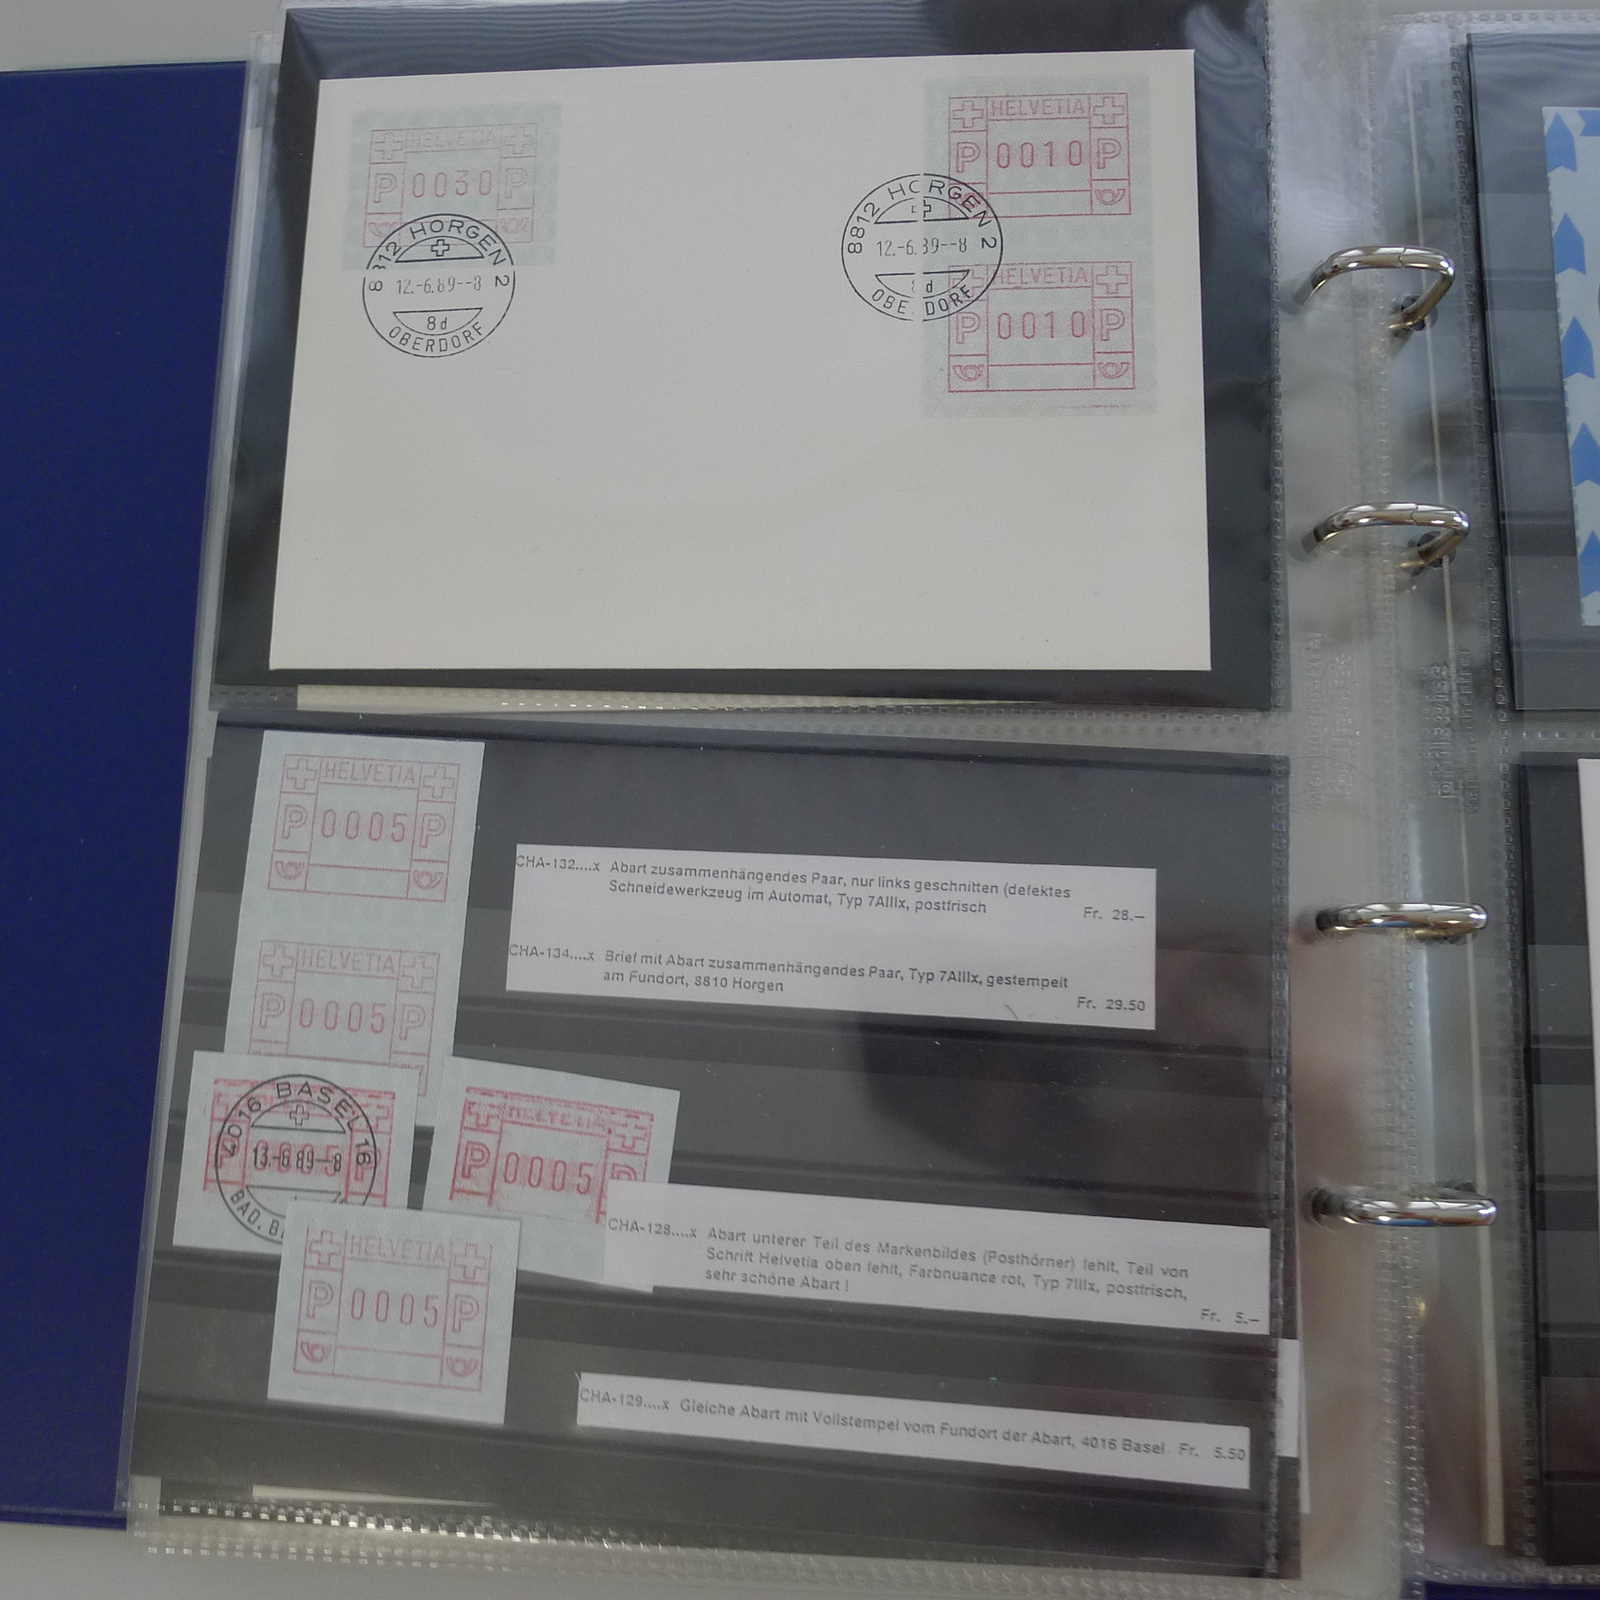 HELVETIA
P 0030 P
8812 HORGEN 2
12.-6.89--8
8d
OBERDORF
HELVETIA
P 0010 P
8812 HORGEN 2
12.-6.89--8
d
OBE DORF
HELVETIA
P 0010 P
HELVETIA
P 0005 P
HELVETIA
P 0005 P
CHA-132....x Abart zusammenhängendes Paar, nur links geschnitten (defektes
Schneidewerkzeug im Automat, Typ 7AIIIx, postfrisch
Fr. 28.—
CHA-134....x Brief mit Abart zusammenhängendes Paar, Typ 7AIIIx, gestempelt
am Fundort, 8810 Horgen
Fr. 29.50
4016 BASEL 16
0005
13.-6.89--8
BAD. B
P 0005 P
HELVETIA
P 0005 P
CHA-128....x Abart unterer Teil des Markenbildes (Posthörner) fehlt, Teil von
Schrift Helvetia oben fehlt, Farbnuance rot, Typ 7IIIx, postfrisch,
sehr schöne Abart !
Fr. 5.—
CHA-129....x Gleiche Abart mit Vollstempel vom Fundort der Abart, 4016 Basel Fr. 5.50